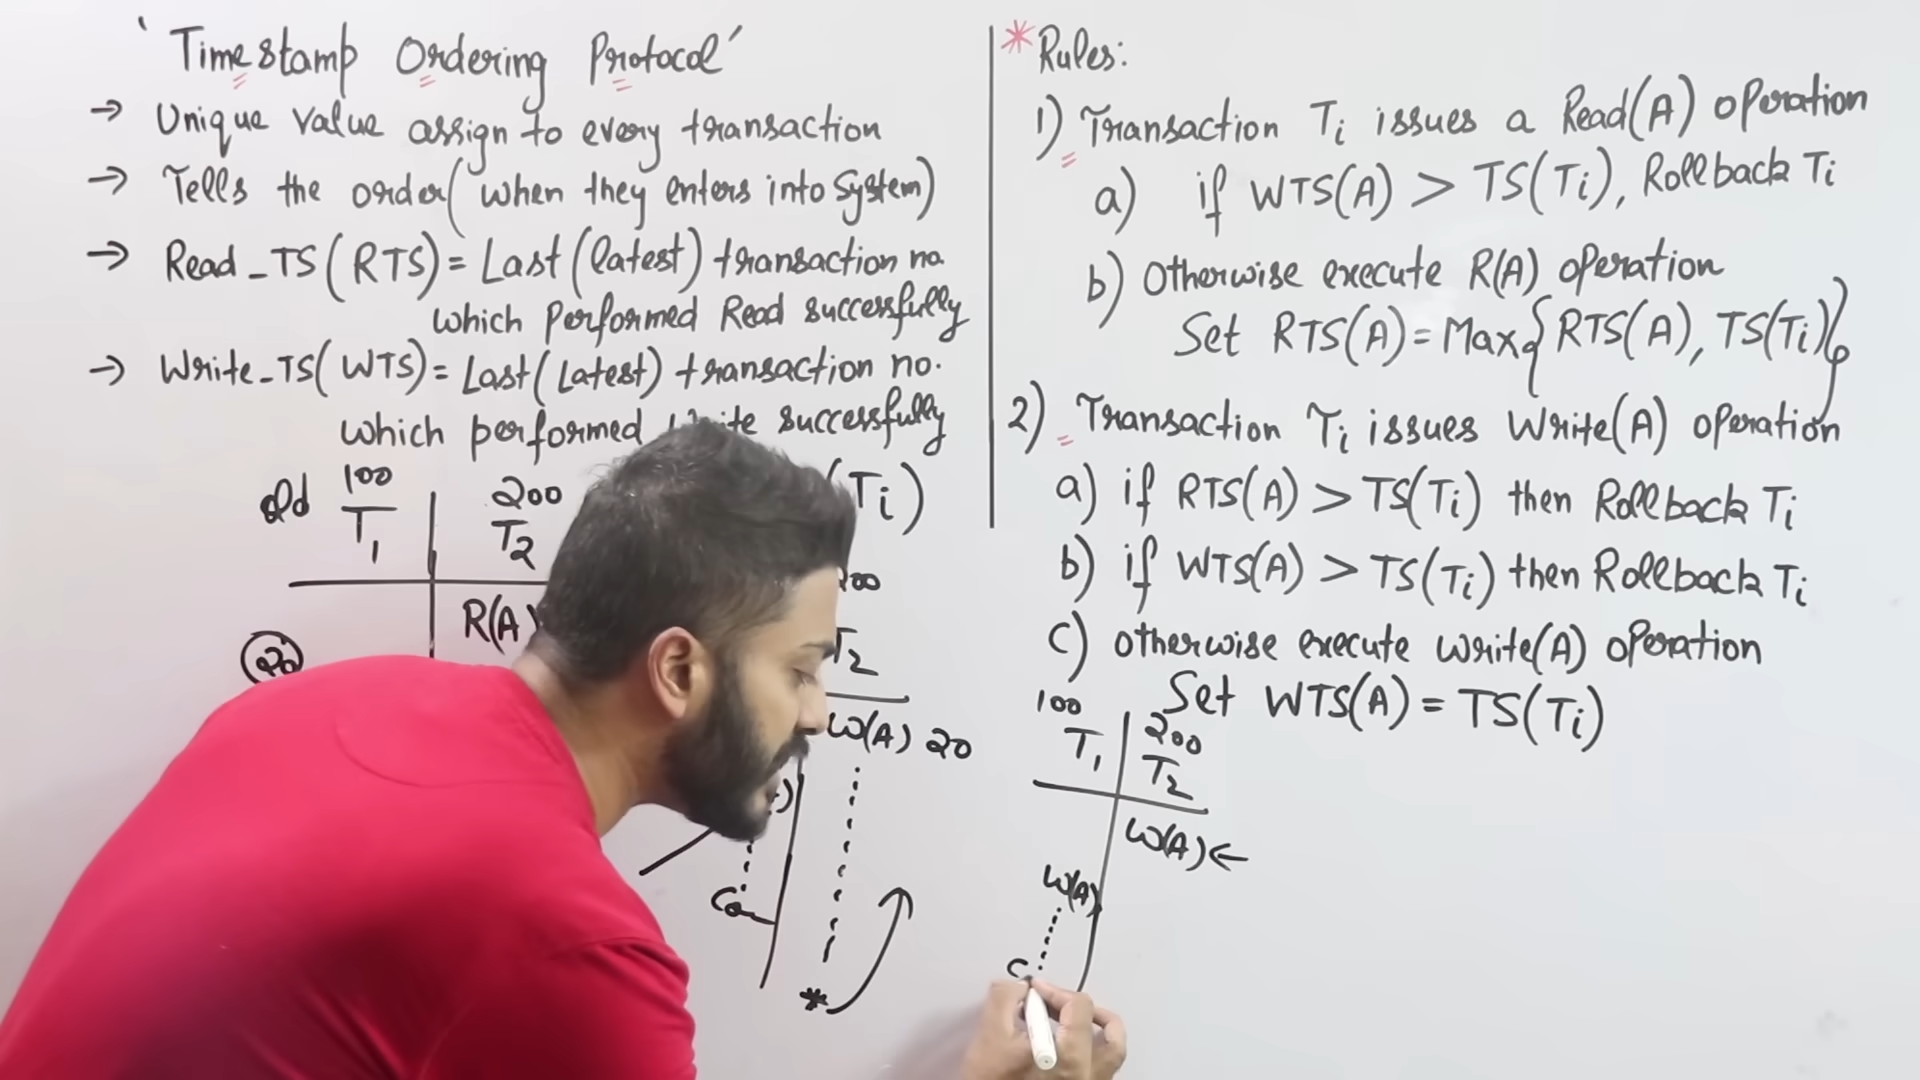 'Timestamp Ordering Protocol'
→ Unique value assign to every transaction
→ Tells the order (when they enters into System)
→ Read_TS (RTS) = Last (latest) transaction no.
which performed Read successfully
→ Write_TS (WTS) = Last (Latest) transaction no.
which performed successfully
(Ti)
Old 100 200
T1 T2
R(A)
20
200
T2
W(A) 20
Co
*
* Rules:
1) Transaction Ti issues a Read(A) operation
a) if WTS(A) > TS(Ti), Rollback Ti
b) Otherwise execute R(A) operation
Set RTS(A) = Max{RTS(A), TS(Ti)}
2) Transaction Ti issues Write(A) operation
a) if RTS(A) > TS(Ti) then Rollback Ti
b) if WTS(A) > TS(Ti) then Rollback Ti
c) Otherwise execute Write(A) operation
Set WTS(A) = TS(Ti)
100 200
T1 T2
W(A) ←
W(A)
C